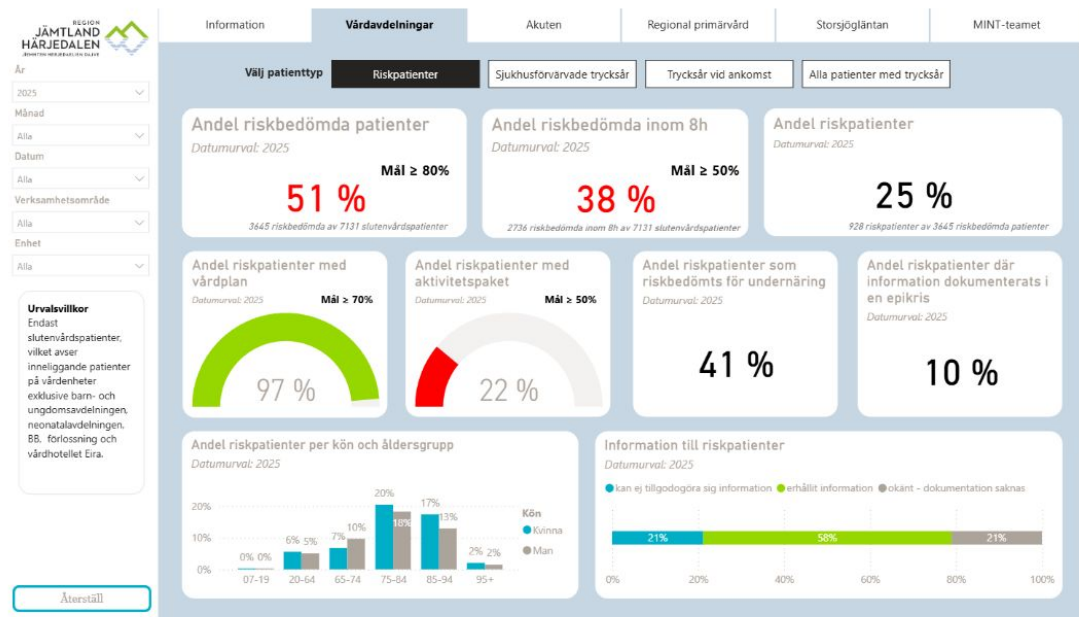 REGION
JÄMTLAND
HÄRJEDALEN
År
2025
Månad
Alla
Datum
Alla
Verksamhetsområde
Alla
Enhet
Alla
Urvalsvillkor
Endast
slutenvårdspatienter,
vilket avser
inneliggande patienter
på vårdenheter
exklusive barn- och
ungdomsavdelningen,
neonatalavdelningen,
BB, förlossning och
vårdhotellet Eira.
Återställ
Information
Vårdavdelningar
Akuten
Regional primärvård
Storsjögläntan
MINT-teamet
Välj patienttyp
Riskpatienter
Sjukhusförvärvade trycksår
Trycksår vid ankomst
Alla patienter med trycksår
Andel riskbedömda patienter
Datumurval: 2025
Mål ≥ 80%
51 %
3645 riskbedömda av 7131 slutenvårdspatienter
Andel riskbedömda inom 8h
Datumurval: 2025
Mål ≥ 50%
38 %
2736 riskbedömda inom 8h av 7131 slutenvårdspatienter
Andel riskpatienter
Datumurval: 2025
25 %
928 riskpatienter av 3645 riskbedömda patienter
Andel riskpatienter med
vårdplan
Datumurval: 2025
Mål ≥ 70%
97 %
Andel riskpatienter med
aktivitetspaket
Datumurval: 2025
Mål ≥ 50%
22 %
Andel riskpatienter som
riskbedömts för undernäring
Datumurval: 2025
41 %
Andel riskpatienter där
information dokumenterats i
en epikris
Datumurval: 2025
10 %
Andel riskpatienter per kön och åldersgrupp
Datumurval: 2025
20%
10%
0%
0% 0%
6% 5%
7% 10%
20% 18%
17% 13%
2% 2%
07-19 20-64 65-74 75-84 85-94 95+
Kön
Kvinna
Man
Information till riskpatienter
Datumurval: 2025
kan ej tillgodogöra sig information erhållit information okänt – dokumentation saknas
21% 58% 21%
0% 20% 40% 60% 80% 100%